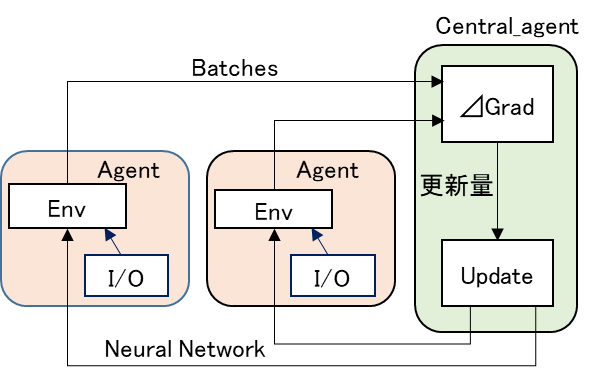 Central_agent
Batches
⊿Grad
Agent
Agent
更新量
Env
Env
I/O
I/O
Update
Neural Network